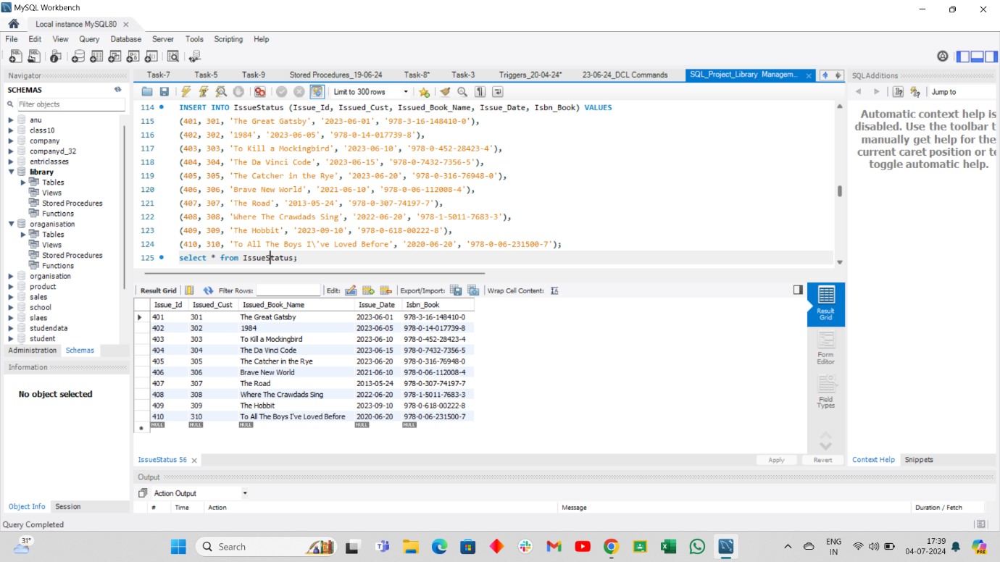 MySQL Workbench
Local instance MySQL80
File Edit View Query Database Server Tools Scripting Help
Navigator
SCHEMAS
Filter objects
anu
class10
company
companyd_32
entriclasses
library
Tables
Views
Stored Procedures
Functions
oraganisation
Tables
Views
Stored Procedures
Functions
organisation
product
sales
school
slaes
studendata
student
Administration Schemas
Information
No object selected
Object Info Session
Query Completed
Task-7 Task-5 Task-9 Stored Procedures_19-06-24 Task-8* Task-3 Triggers_20-04-24* 23-06-24_DCL Commands SQL_Project_Library Managem...
Limit to 300 rows
114 INSERT INTO IssueStatus (Issue_Id, Issued_Cust, Issued_Book_Name, Issue_Date, Isbn_Book) VALUES
115 (401, 301, 'The Great Gatsby', '2023-06-01', '978-3-16-148410-0'),
116 (402, 302, '1984', '2023-06-05', '978-0-14-017739-8'),
117 (403, 303, 'To Kill a Mockingbird', '2023-06-10', '978-0-452-28423-4'),
118 (404, 304, 'The Da Vinci Code', '2023-06-15', '978-0-7432-7356-5'),
119 (405, 305, 'The Catcher in the Rye', '2023-06-20', '978-0-316-76948-0'),
120 (406, 306, 'Brave New World', '2021-06-10', '978-0-06-112008-4'),
121 (407, 307, 'The Road', '2013-05-24', '978-0-307-74197-7'),
122 (408, 308, 'Where The Crawdads Sing', '2022-06-20', '978-1-5011-7683-3'),
123 (409, 309, 'The Hobbit', '2023-09-10', '978-0-618-00222-8'),
124 (410, 310, 'To All The Boys I\'ve Loved Before', '2020-06-20', '978-0-06-231500-7');
125 select * from IssueStatus;
Result Grid Filter Rows: Edit: Export/Import: Wrap Cell Content:
Issue_Id Issued_Cust Issued_Book_Name Issue_Date Isbn_Book
401 301 The Great Gatsby 2023-06-01 978-3-16-148410-0
402 302 1984 2023-06-05 978-0-14-017739-8
403 303 To Kill a Mockingbird 2023-06-10 978-0-452-28423-4
404 304 The Da Vinci Code 2023-06-15 978-0-7432-7356-5
405 305 The Catcher in the Rye 2023-06-20 978-0-316-76948-0
406 306 Brave New World 2021-06-10 978-0-06-112008-4
407 307 The Road 2013-05-24 978-0-307-74197-7
408 308 Where The Crawdads Sing 2022-06-20 978-1-5011-7683-3
409 309 The Hobbit 2023-09-10 978-0-618-00222-8
410 310 To All The Boys I've Loved Before 2020-06-20 978-0-06-231500-7
NULL NULL NULL NULL NULL
Result
Grid
Form
Editor
Field
Types
IssueStatus 56 Apply Revert
Output
Action Output
# Time Action Message Duration / Fetch
SQLAdditions
Jump to
Automatic context help is
disabled. Use the toolbar t
manually get help for the
current caret position or to
toggle automatic help.
Context Help Snippets
31°
Search
ENG
IN
17:39
04-07-2024
PRE